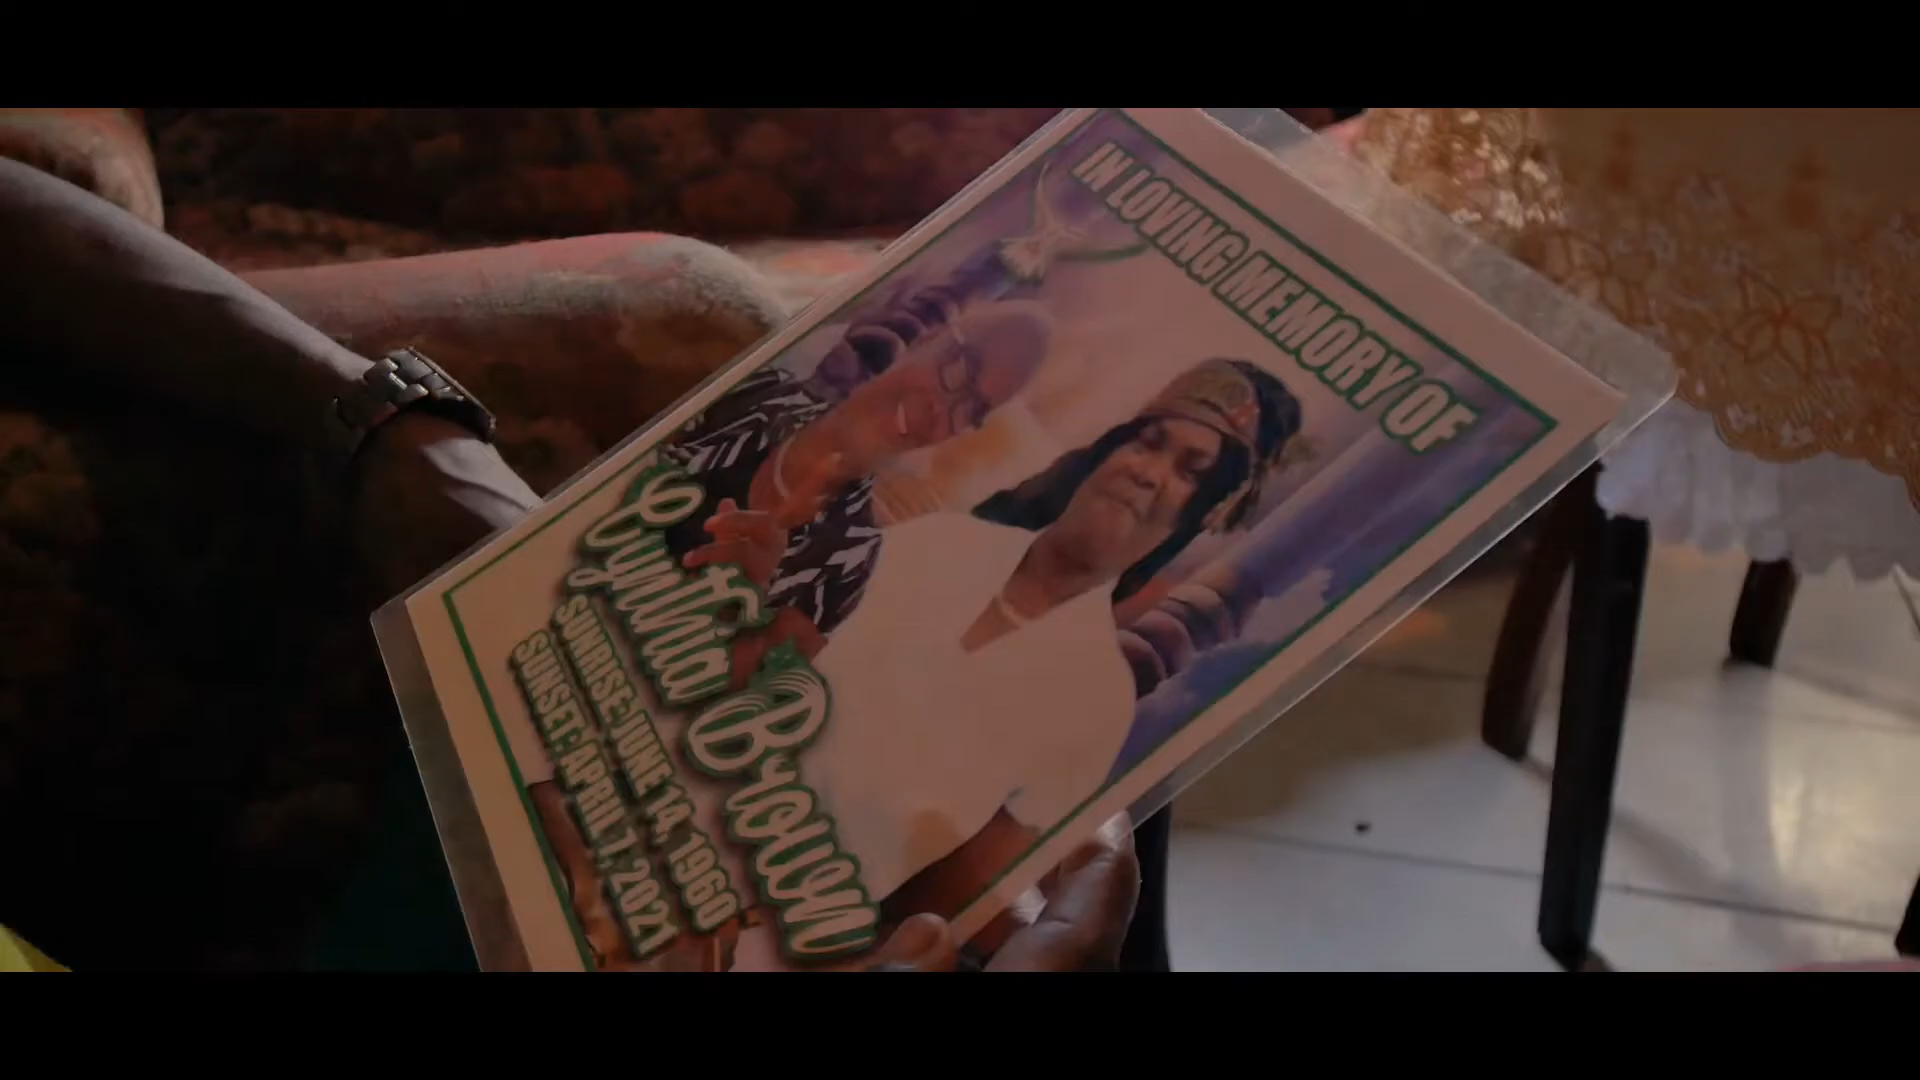 IN LOVING MEMORY OF
Cynthia Brown
SUNRISE: JUNE 14, 1960
SUNSET: APRIL 7, 2021